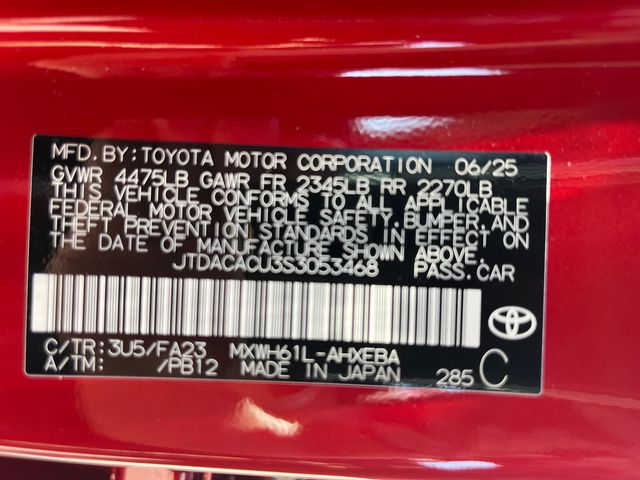 MFD.BY:TOYOTA MOTOR CORPORATION 06/25
GVWR 4475LB GAWR FR 2345LB RR 2270LB
THIS VEHICLE CONFORMS TO ALL APPLICABLE
FEDERAL MOTOR VEHICLE SAFETY, BUMPER, AND
THEFT PREVENTION STANDARDS IN EFFECT ON
THE DATE OF MANUFACTURE SHOWN ABOVE.
JTDACACU3S3053468 PASS.CAR
C/TR:3U5/FA23 MXWH61L-AHXEBA
A/TM: /PB12 MADE IN JAPAN 285 C